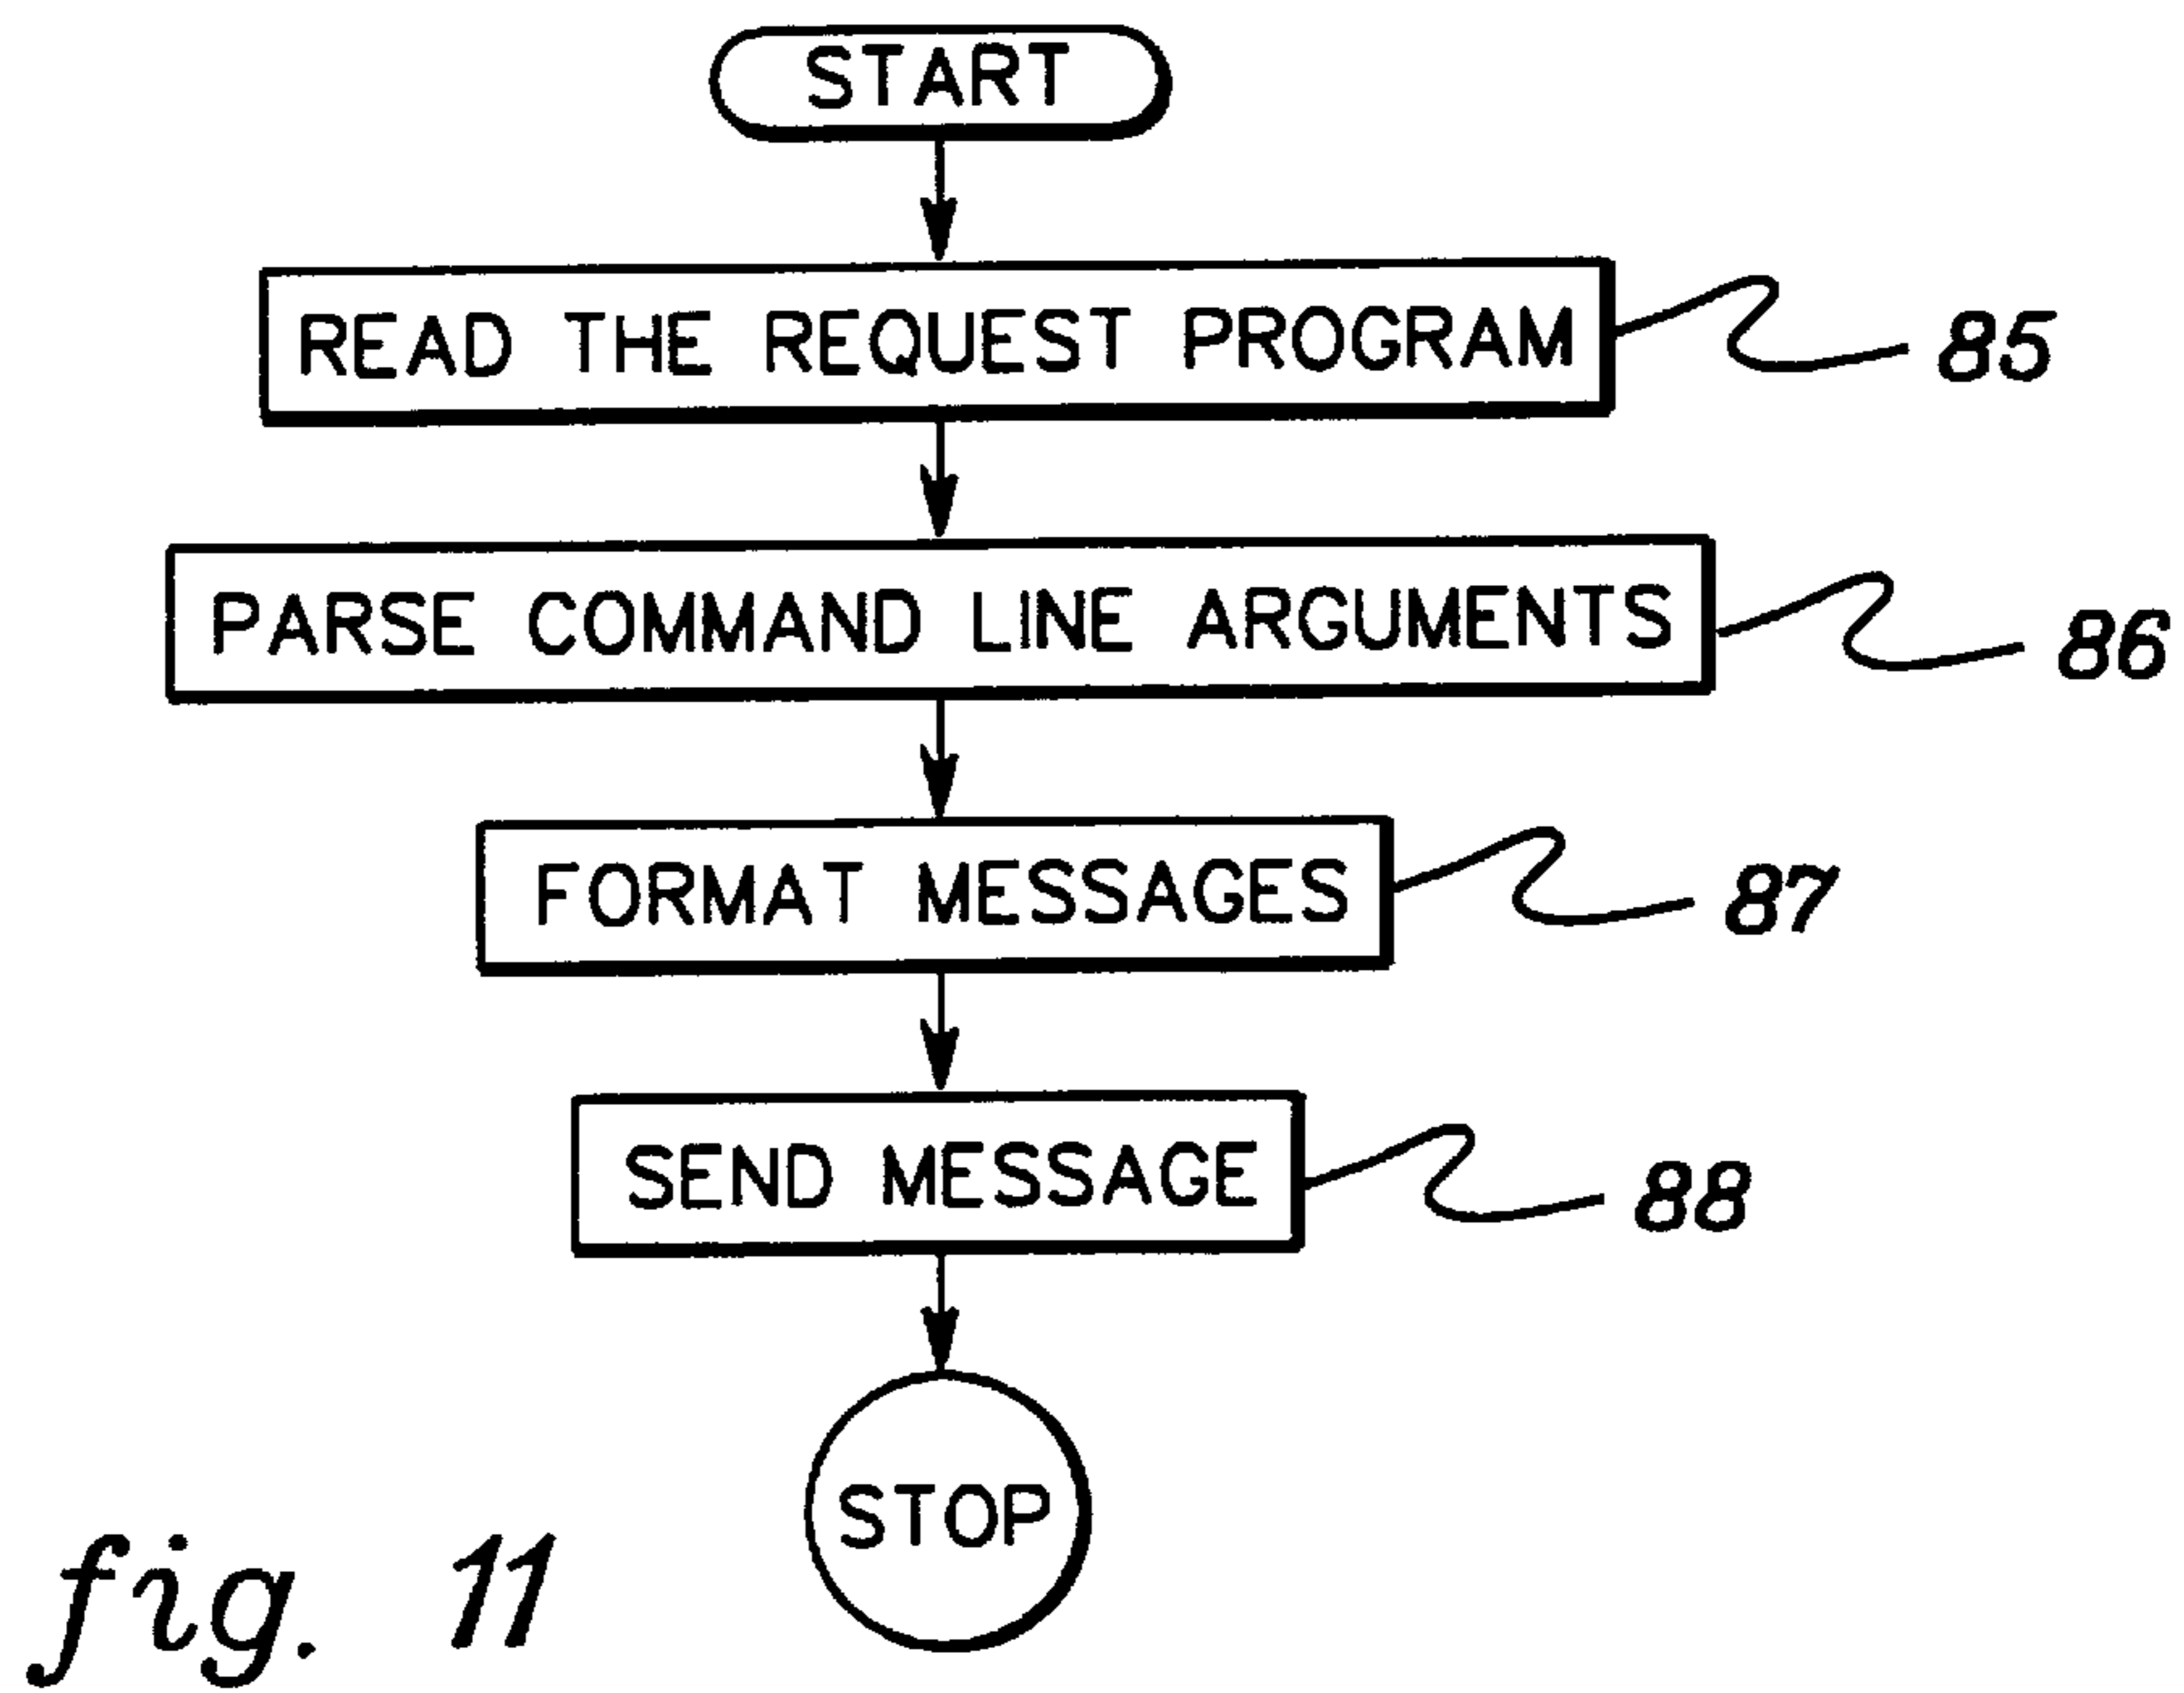 START
READ THE REQUEST PROGRAM
85
PARSE COMMAND LINE ARGUMENTS
86
FORMAT MESSAGES
87
SEND MESSAGE
88
STOP
fig. 11